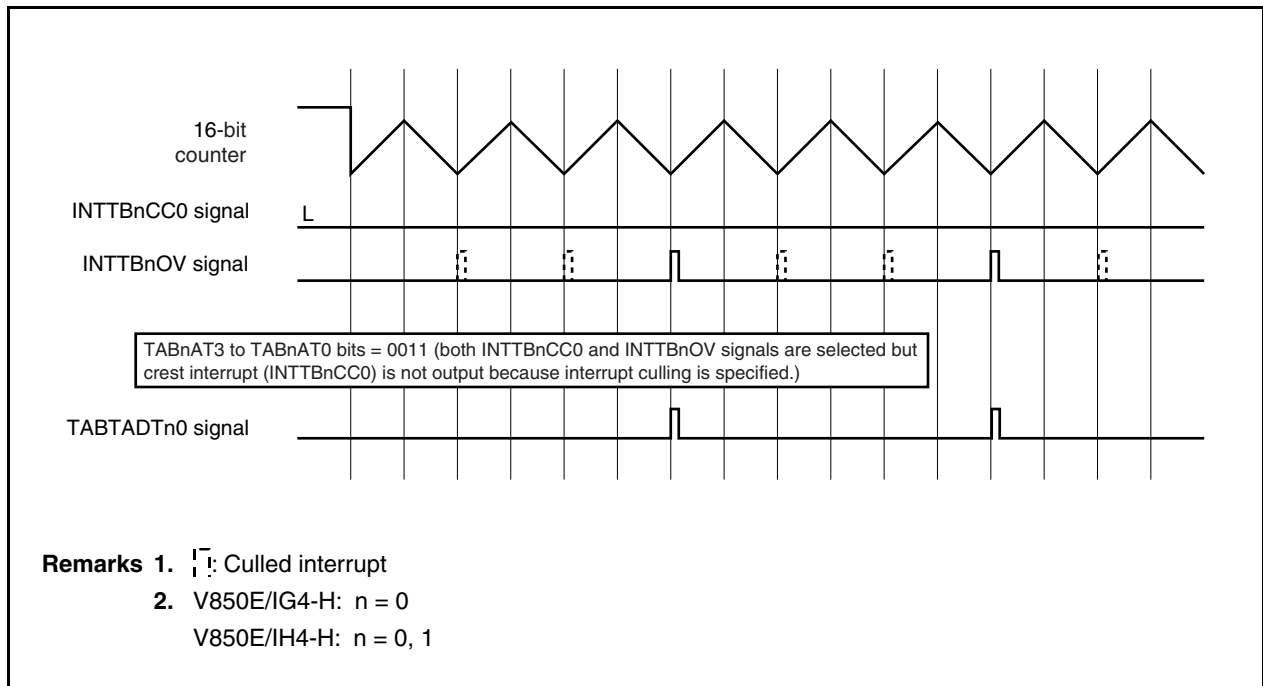 16-bit
counter
INTTBnCC0 signal
L
INTTBnOV signal
TABnAT3 to TABnAT0 bits = 0011 (both INTTBnCC0 and INTTBnOV signals are selected but
crest interrupt (INTTBnCC0) is not output because interrupt culling is specified.)
TABTADTn0 signal
Remarks 1. : Culled interrupt
2. V850E/IG4-H: n = 0
V850E/IH4-H: n = 0, 1